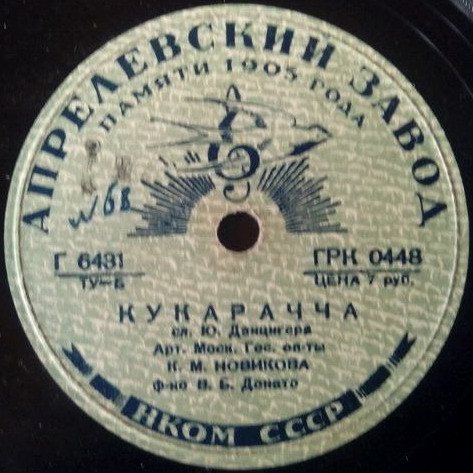 АПРЕЛЕВСКИЙ ЗАВОД
ПАМЯТИ 1905 ГОДА
№68
Г 6431
ТУ-Б
ГРК 0448
ЦЕНА 7 руб.
КУКАРАЧЧА
сл. Ю. Данцигера
Арт. Моск. Гос. оп-ты
К. М. НОВИКОВА
ф-но В. Б. Донато
НКОМ СССР